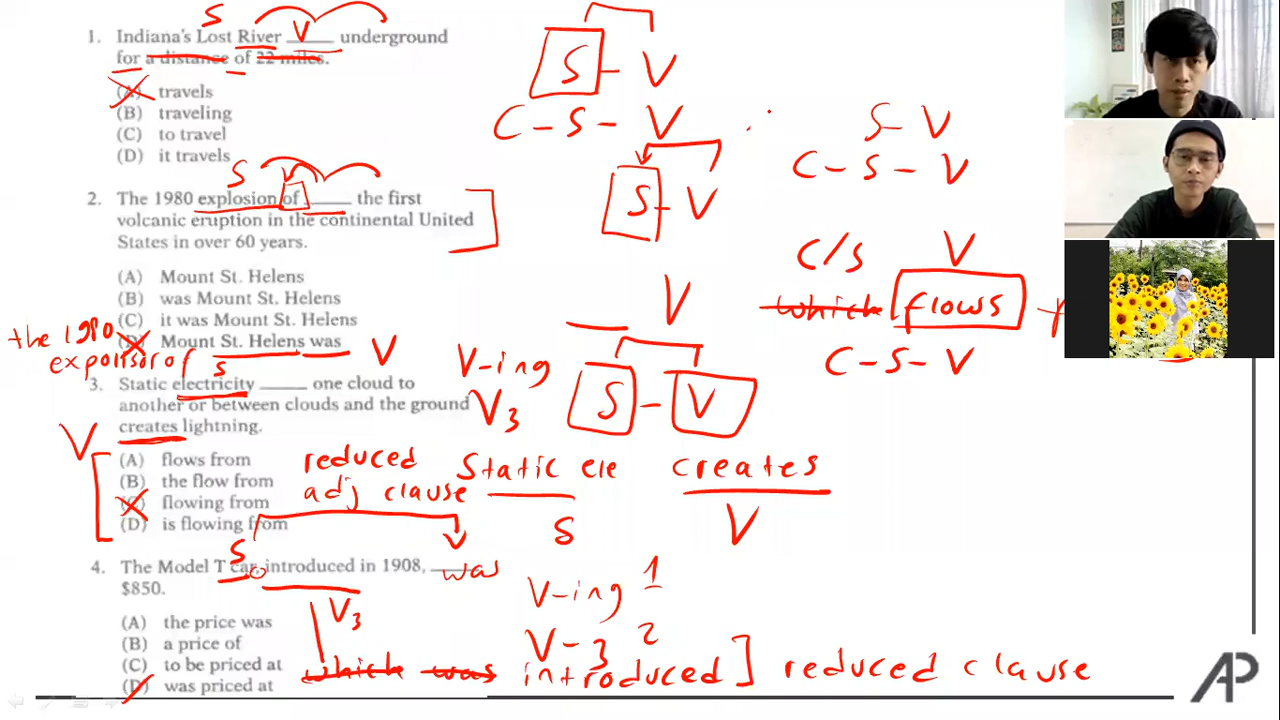 S
V
1. Indiana's Lost River ____ underground
for a distance of 22 miles.
(A) travels
(B) traveling
(C) to travel
(D) it travels
S V
2. The 1980 explosion of ____ the first
volcanic eruption in the continental United
States in over 60 years.
(A) Mount St. Helens
(B) was Mount St. Helens
(C) it was Mount St. Helens
(D) Mount St. Helens was
the 1980
explosion of
S
V
3. Static electricity ____ one cloud to
another or between clouds and the ground
creates lightning.
V
(A) flows from
(B) the flow from
(C) flowing from
(D) is flowing from
reduced
adj clause
S
V
4. The Model T car, introduced in 1908, ____
was
$850.
V3
(A) the price was
(B) a price of
(C) to be priced at
(D) was priced at
S - V
C - S - V
S - V
V
V-ing
V3
S - V
Static ele creates
S V
V-ing 1
V-3 2
which was introduced ] reduced clause
S - V
C - S - V
C/S V
which flows
C - S - V
AP